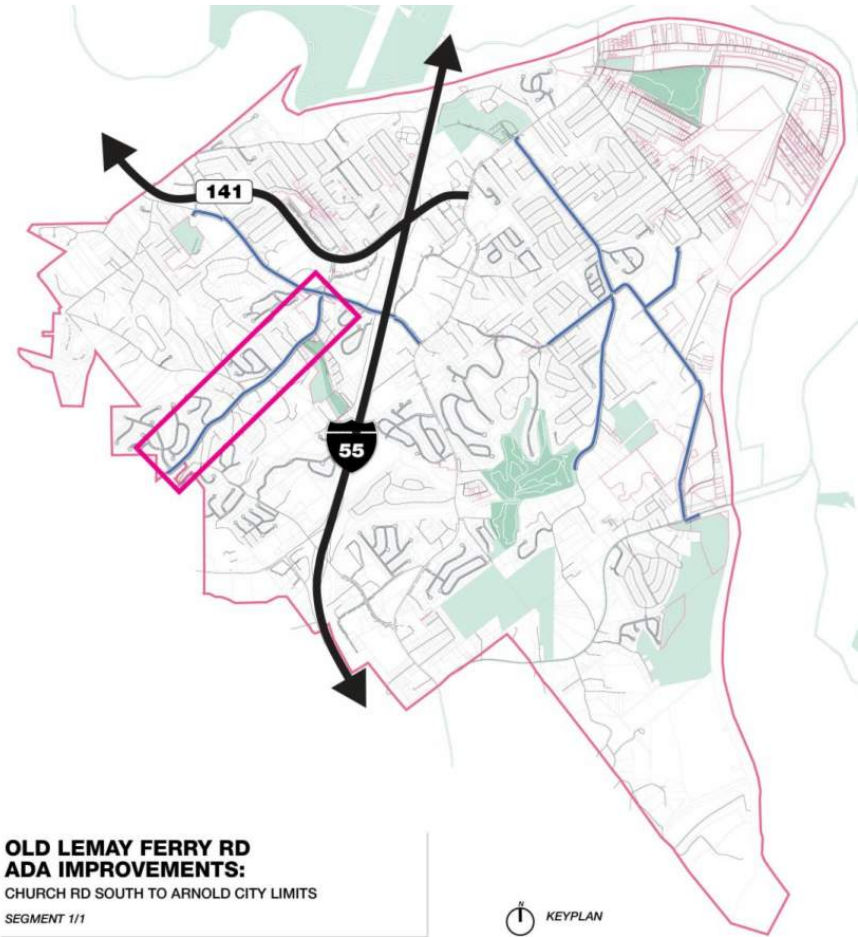 141
55
OLD LEMAY FERRY RD
ADA IMPROVEMENTS:
CHURCH RD SOUTH TO ARNOLD CITY LIMITS
SEGMENT 1/1
N
KEYPLAN